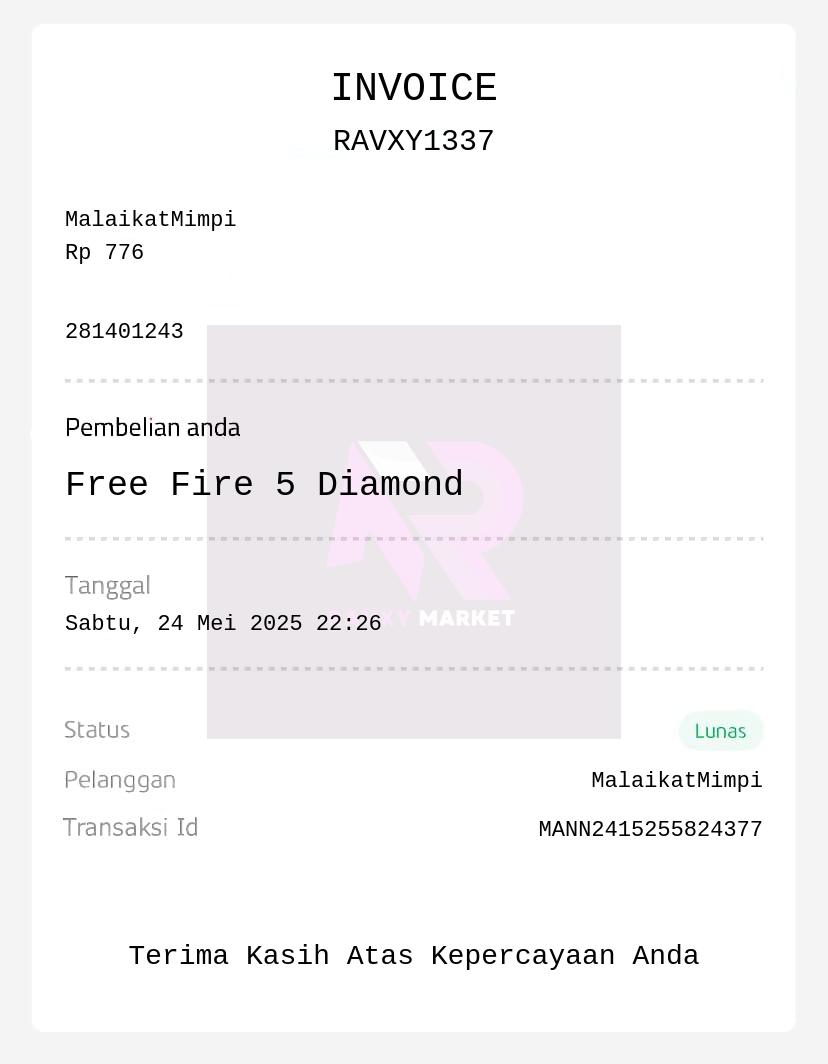 INVOICE
RAVXY1337
MalaikatMimpi
Rp 776
281401243
Pembelian anda
Free Fire 5 Diamond
Tanggal
Sabtu, 24 Mei 2025 22:26
MARKET
Status
Lunas
Pelanggan
MalaikatMimpi
Transaksi Id
MANN2415255824377
Terima Kasih Atas Kepercayaan Anda